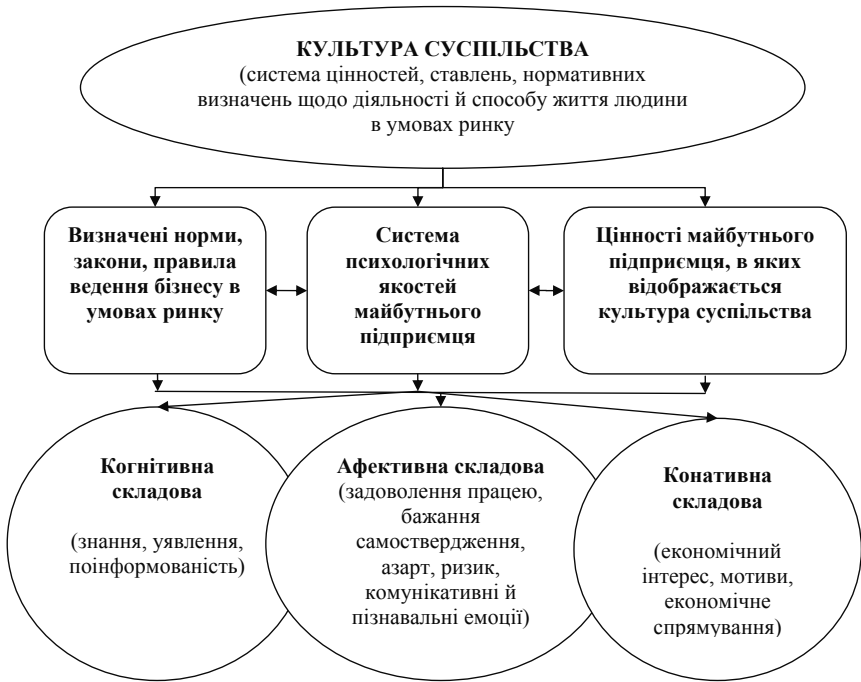 КУЛЬТУРА СУСПІЛЬСТВА
(система цінностей, ставлень, нормативних
визначень щодо діяльності й способу життя людини
в умовах ринку
Визначені норми,
закони, правила
ведення бізнесу в
умовах ринку
Система
психологічних
якостей
майбутнього
підприємця
Цінності майбутнього
підприємця, в яких
відображається
культура суспільства
Когнітивна
складова
(знання, уявлення,
поінформованість)
Афективна складова
(задоволення працею,
бажання
самоствердження,
азарт, ризик,
комунікативні й
пізнавальні емоції)
Конативна
складова
(економічний
інтерес, мотиви,
економічне
спрямування)